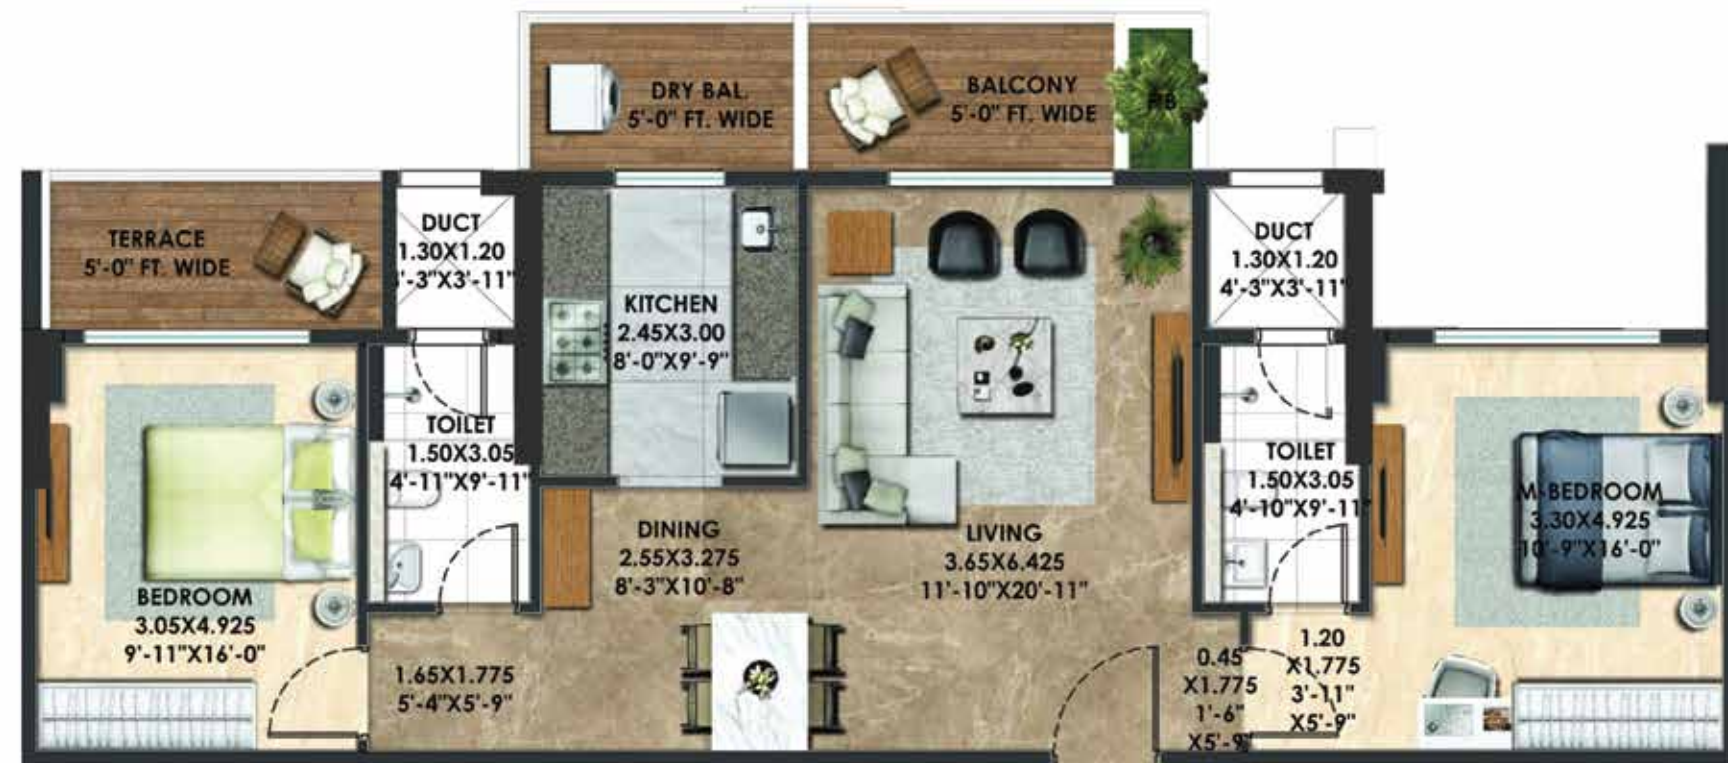 DRY BAL.
5'-0" FT. WIDE
BALCONY
5'-0" FT. WIDE
TERRACE
5'-0" FT. WIDE
DUCT
1.30X1.20
'-3"X3'-11"
KITCHEN
2.45X3.00
8'-0"X9'-9"
DUCT
1.30X1.20
4'-3"X3'-11"
TOILET
1.50X3.05
4'-11"X9'-11"
TOILET
1.50X3.05
4'-10"X9'-11"
M-BEDROOM
3.30X4.925
10'-9"X16'-0"
DINING
2.55X3.275
8'-3"X10'-8"
LIVING
3.65X6.425
11'-10"X20'-11"
BEDROOM
3.05X4.925
9'-11"X16'-0"
1.65X1.775
5'-4"X5'-9"
0.45
X1.775
1'-6"
X5'-9"
1.20
X1.775
3'-11"
X5'-9"